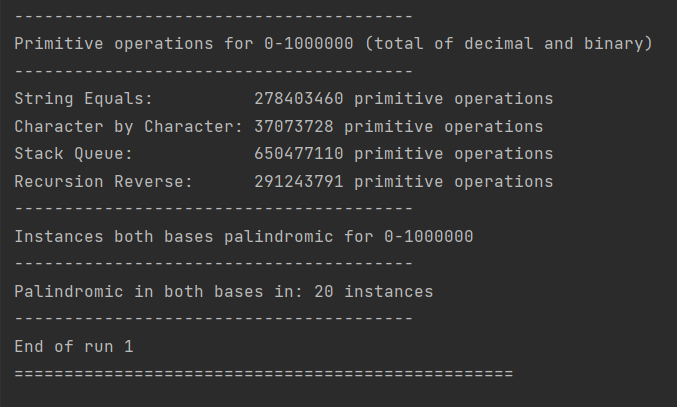 ----------------------------------------
Primitive operations for 0-1000000 (total of decimal and binary)
----------------------------------------
String Equals:          278403460 primitive operations
Character by Character: 37073728 primitive operations
Stack Queue:            650477110 primitive operations
Recursion Reverse:      291243791 primitive operations
----------------------------------------
Instances both bases palindromic for 0-1000000
----------------------------------------
Palindromic in both bases in: 20 instances
----------------------------------------
End of run 1
==================================================